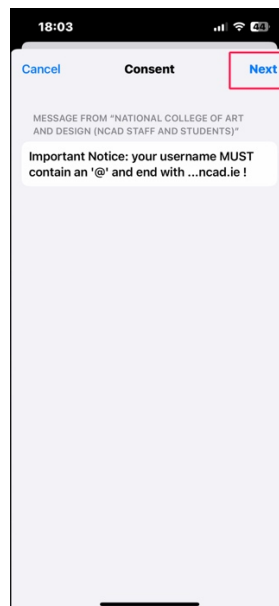 18:03
44
Cancel
Consent
Next
MESSAGE FROM "NATIONAL COLLEGE OF ART
AND DESIGN (NCAD STAFF AND STUDENTS)"
Important Notice: your username MUST
contain an '@' and end with ...ncad.ie !